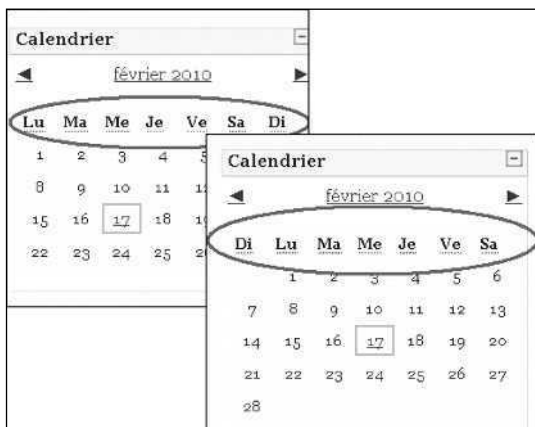 Calendrier
◄ février 2010 ►
Lu Ma Me Je Ve Sa Di
1 2 3 4
8 9 10 11
15 16 17 18
22 23 24 25
Calendrier
◄ février 2010 ►
Di Lu Ma Me Je Ve Sa
1 2 3 4 5 6
7 8 9 10 11 12 13
14 15 16 17 18 19 20
21 22 23 24 25 26 27
28